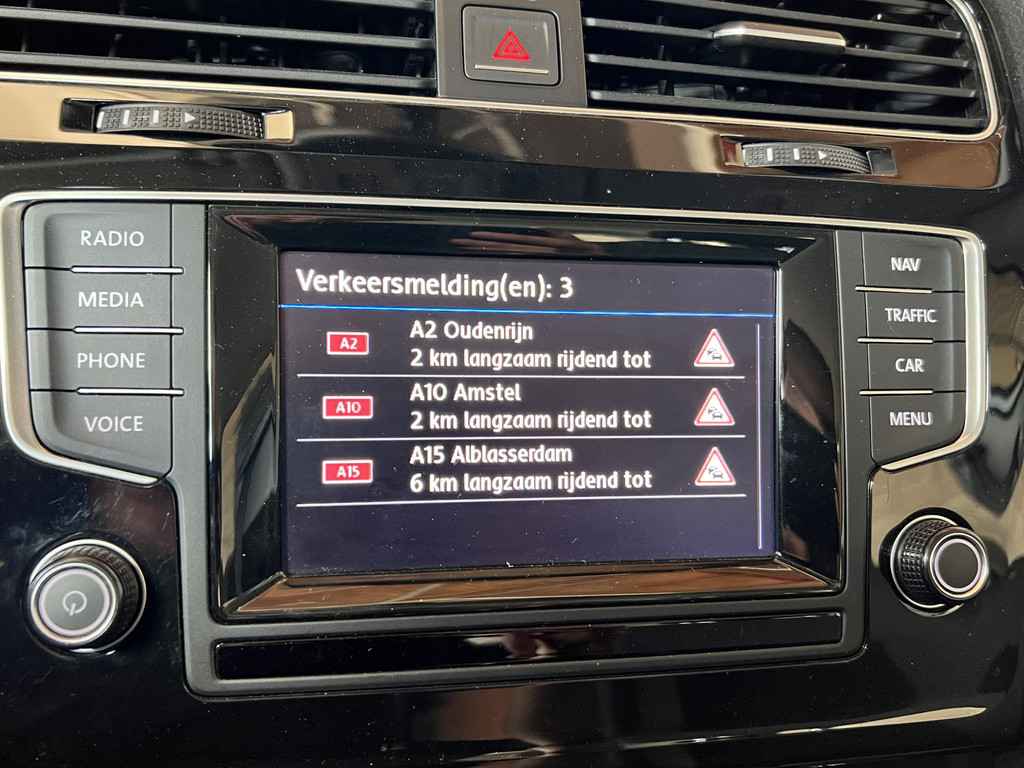 RADIO
MEDIA
PHONE
VOICE
Verkeersmelding(en): 3
A2
A2 Oudenrijn
2 km langzaam rijdend tot
A10
A10 Amstel
2 km langzaam rijdend tot
A15
A15 Alblasserdam
6 km langzaam rijdend tot
NAV
TRAFFIC
CAR
MENU